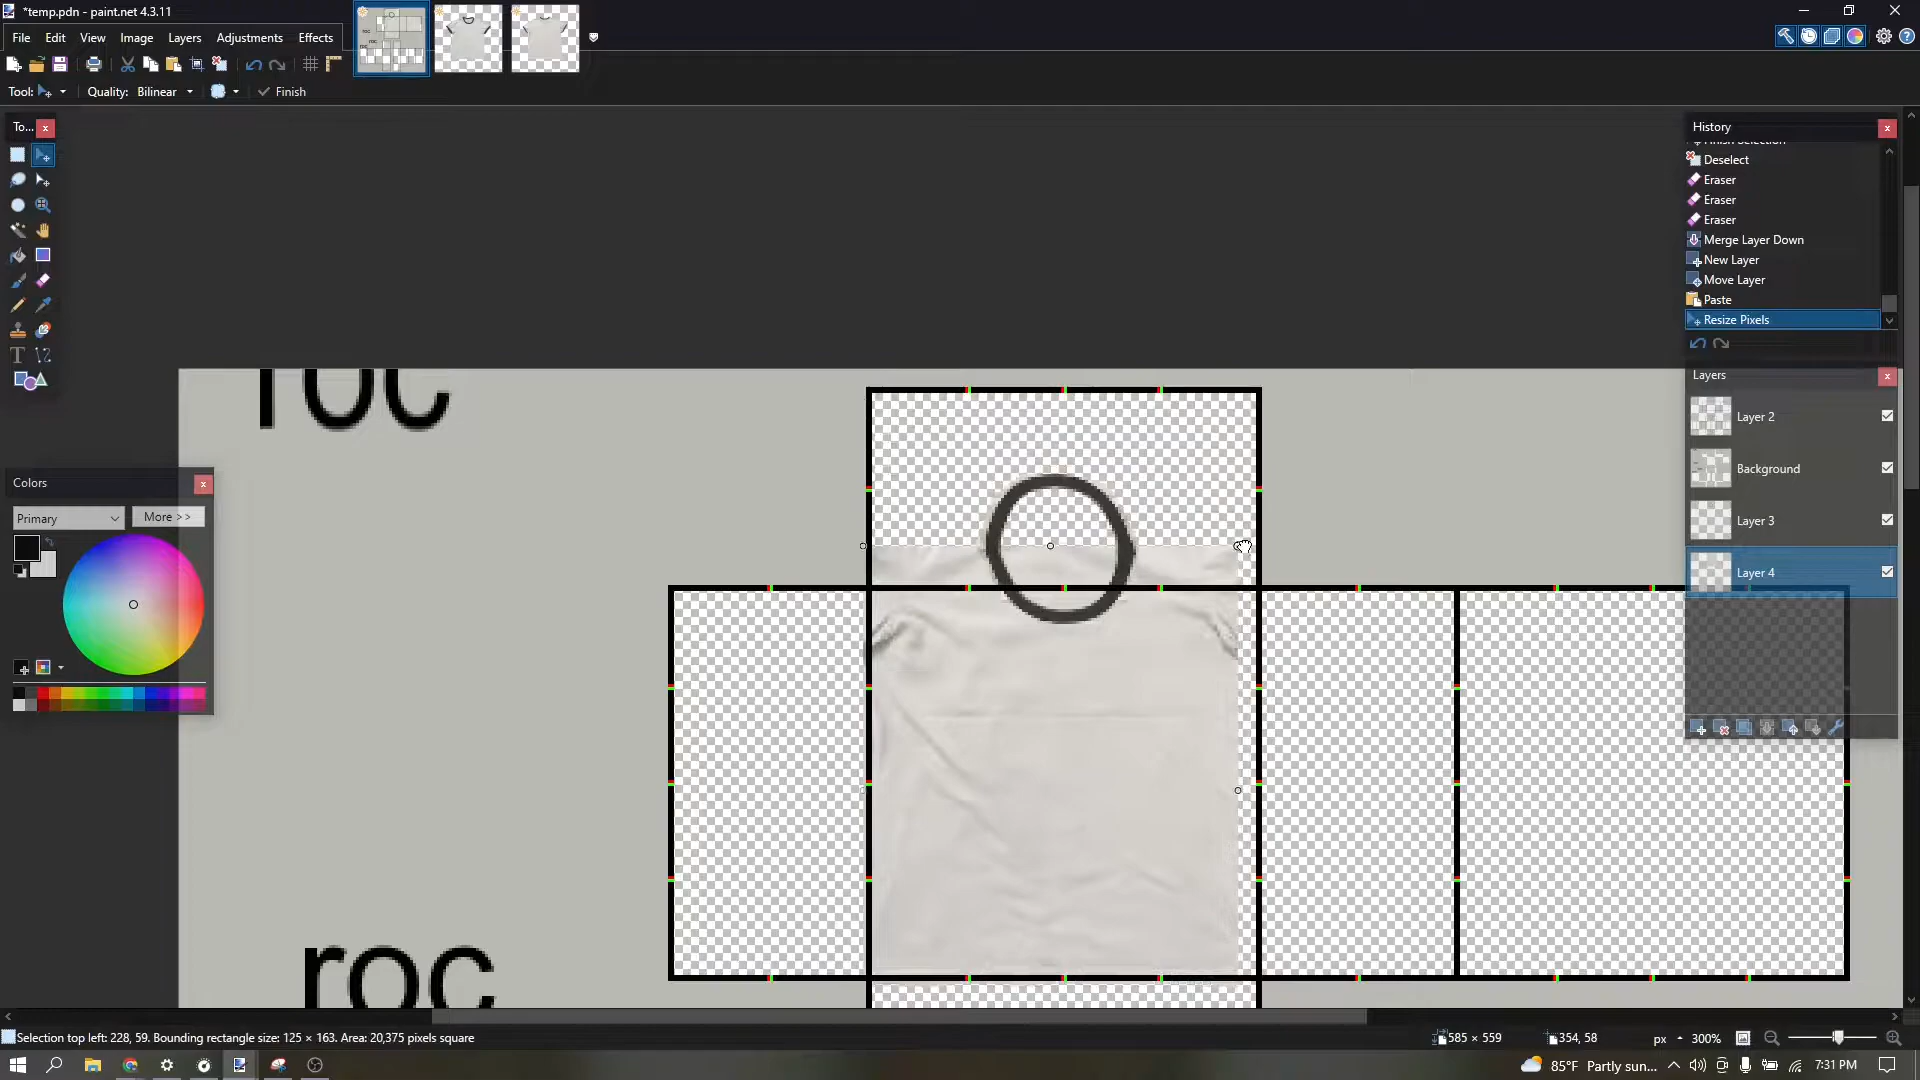 *temp.pdn - paint.net 4.3.11
File Edit View Image Layers Adjustments Effects
Tool: Quality: Bilinear Finish
To...
History
Finish Selection
Deselect
Eraser
Eraser
Eraser
Merge Layer Down
New Layer
Move Layer
Paste
Resize Pixels
Layers
Layer 2
Background
Layer 3
Layer 4
Colors
Primary More >>
roc
roc
Selection top left: 228, 59. Bounding rectangle size: 125 × 163. Area: 20,375 pixels square
585 × 559 354, 58 px 300%
85°F Partly sun... 7:31 PM